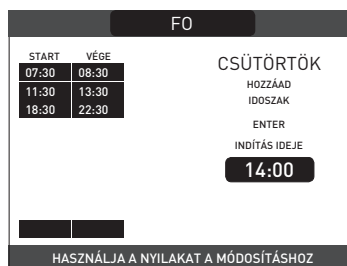 FO
START VÉGE
07:30 08:30
11:30 13:30
18:30 22:30
CSÜTÖRTÖK
HOZZÁAD
IDOSZAK
ENTER
INDÍTÁS IDEJE
14:00
HASZNÁLJA A NYILAKAT A MÓDOSÍTÁSHOZ